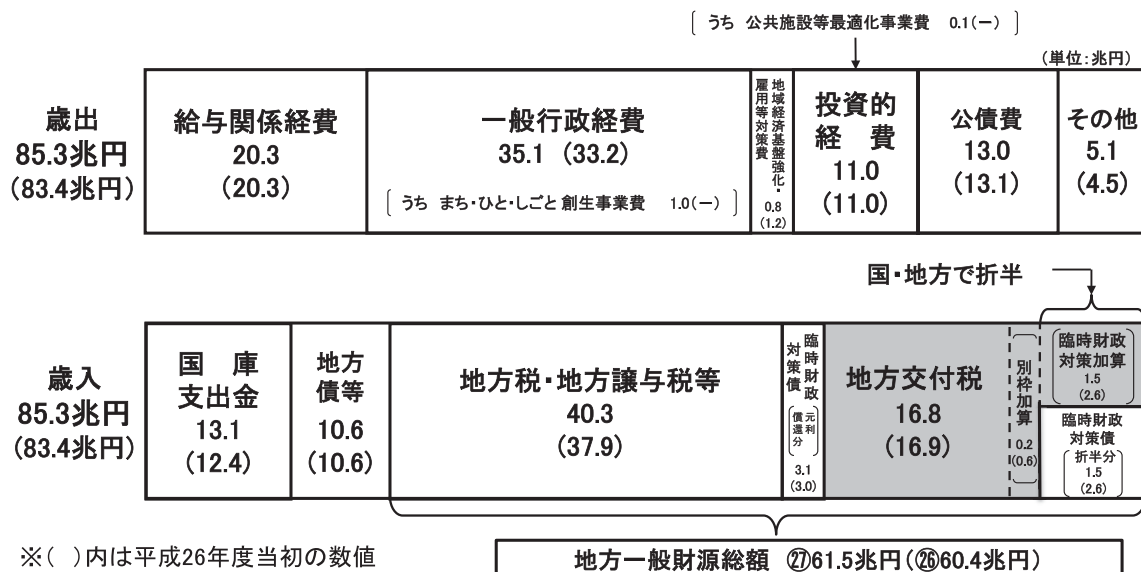 〔 うち 公共施設等最適化事業費 0.1(ー) 〕
(単位:兆円)
歳出
85.3兆円
(83.4兆円)
給与関係経費
20.3
(20.3)
一般行政経費
35.1 (33.2)
〔 うち まち・ひと・しごと 創生事業費 1.0(ー) 〕
地域経済基盤強化・
雇用等対策費
0.8
(1.2)
投資的
経 費
11.0
(11.0)
公債費
13.0
(13.1)
その他
5.1
(4.5)
国・地方で折半
歳入
85.3兆円
(83.4兆円)
国 庫
支出金
13.1
(12.4)
地方
債等
10.6
(10.6)
地方税・地方譲与税等
40.3
(37.9)
臨時財政
対策債
元利
償還分
3.1
(3.0)
地方交付税
16.8
(16.9)
別枠加算
0.2
(0.6)
臨時財政
対策加算
1.5
(2.6)
臨時財政
対策債
折半分
1.5
(2.6)
※( )内は平成26年度当初の数値
地方一般財源総額 ㉗61.5兆円(㉖60.4兆円)